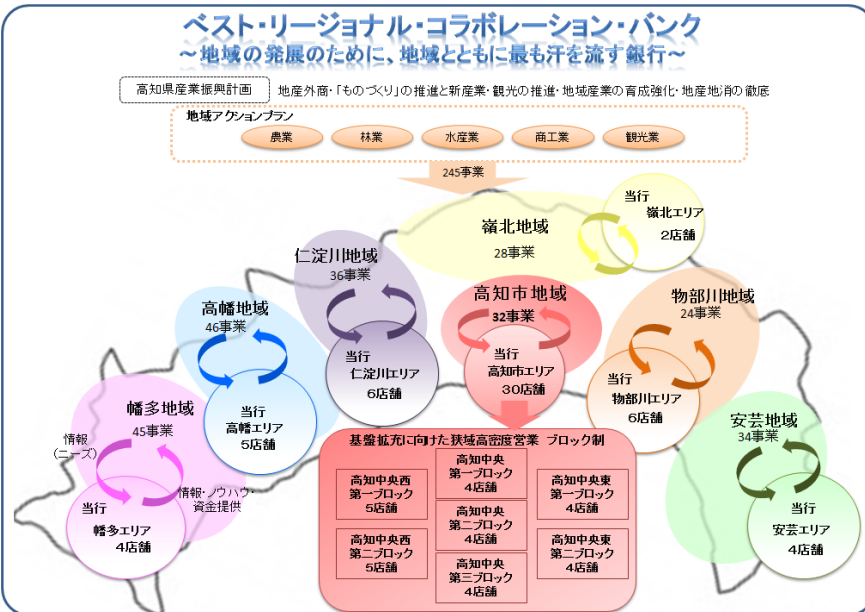 ベスト・リージョナル・コラボレーション・バンク
～地域の発展のために、地域とともに最も汗を流す銀行～
高知県産業振興計画
地産外商・「ものづくり」の推進と新産業・観光の推進・地域産業の育成強化・地産地消の徹底
地域アクションプラン
農業
林業
水産業
商工業
観光業
245事業
嶺北地域
28事業
当行
嶺北エリア
2店舗
仁淀川地域
36事業
当行
仁淀川エリア
6店舗
高知市地域
32事業
当行
高知市エリア
30店舗
物部川地域
24事業
当行
物部川エリア
6店舗
高幡地域
46事業
当行
高幡エリア
5店舗
幡多地域
45事業
情報
(ニーズ)
情報・ノウハウ・
資金提供
当行
幡多エリア
4店舗
安芸地域
34事業
当行
安芸エリア
4店舗
基盤拡充に向けた狭域高密度営業 ブロック制
高知中央西
第一ブロック
5店舗
高知中央西
第二ブロック
5店舗
高知中央
第一ブロック
4店舗
高知中央
第二ブロック
4店舗
高知中央
第三ブロック
4店舗
高知中央東
第一ブロック
4店舗
高知中央東
第二ブロック
4店舗